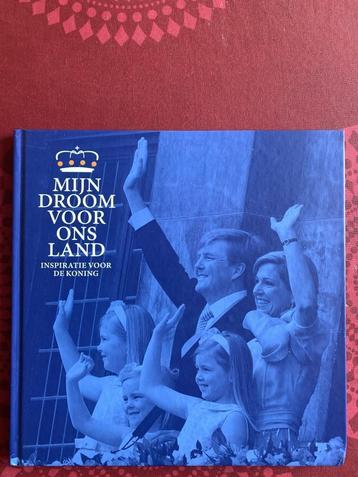 MIJN
DROOM
VOOR
ONS
LAND
INSPIRATIE VOOR
DE KONING